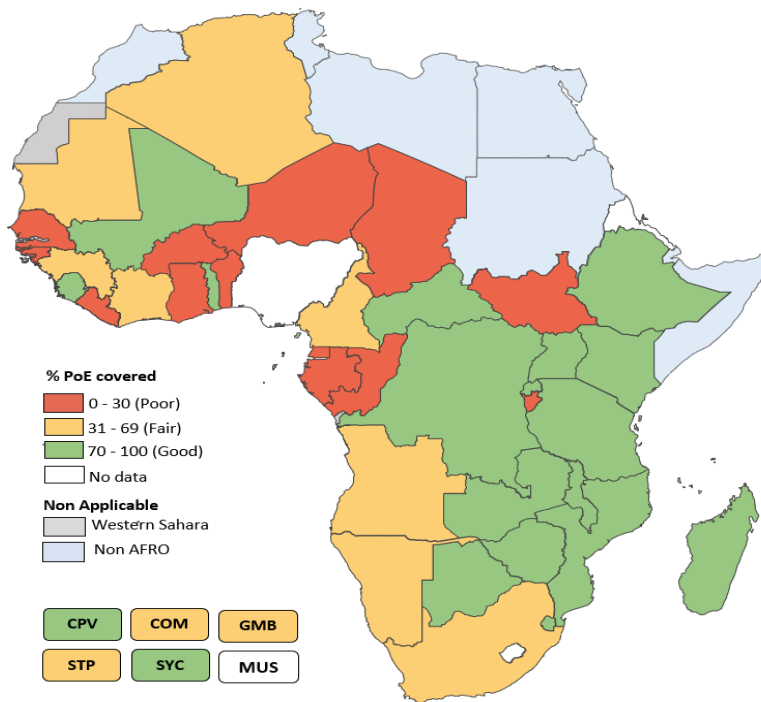 % PoE covered
0 - 30 (Poor)
31 - 69 (Fair)
70 - 100 (Good)
No data
Non Applicable
Western Sahara
Non AFRO
CPV COM GMB
STP SYC MUS